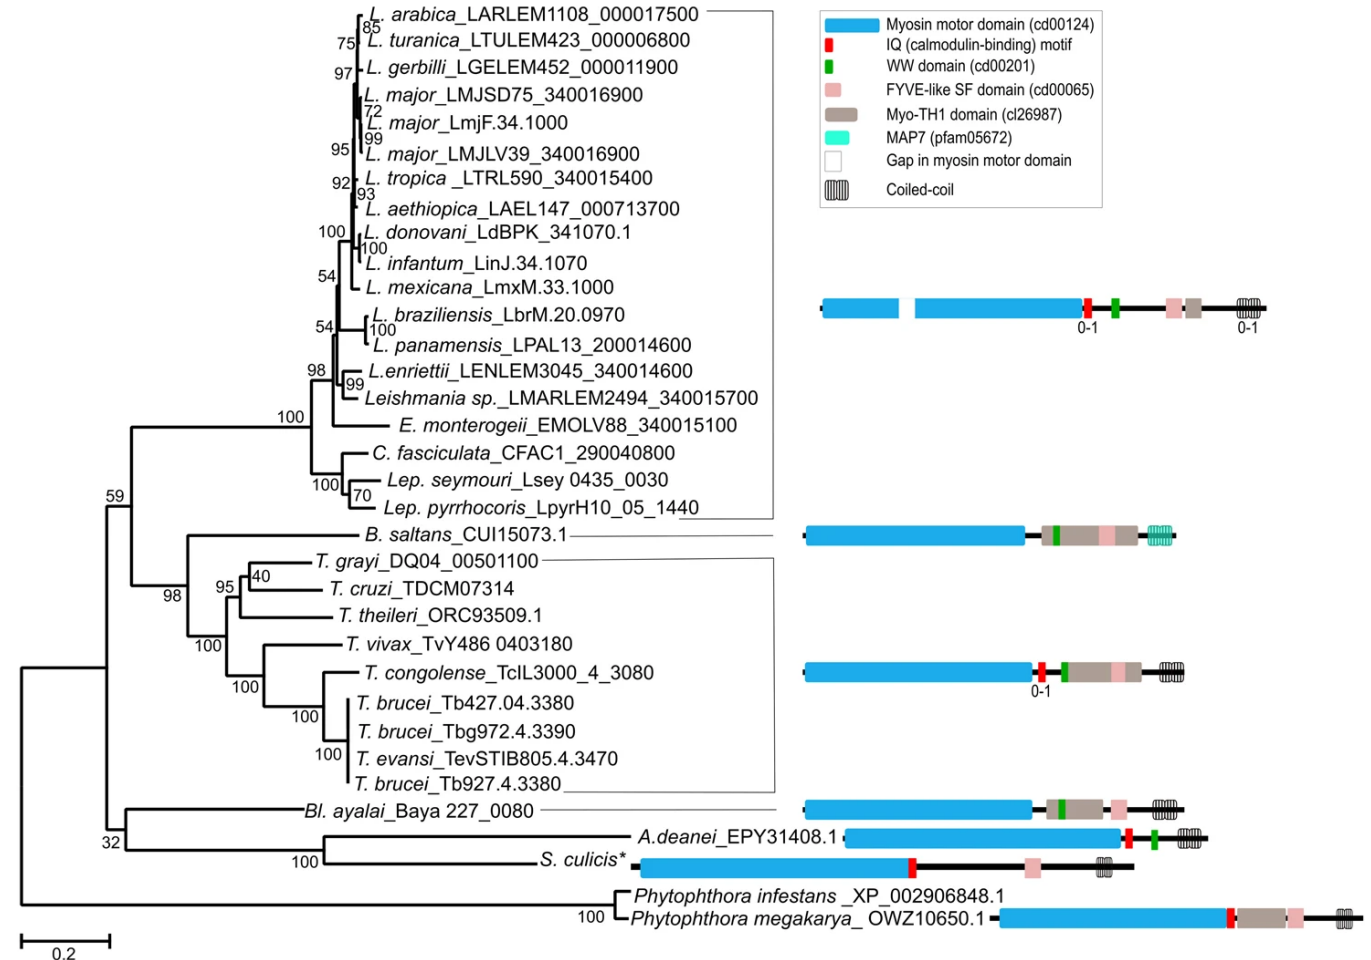 L. arabica_LARLEM1108_000017500
85
L. turanica_LTULEM423_000006800
75
L. gerbilli_LGELEM452_000011900
97
L. major_LMJSD75_340016900
72
L. major_LmjF.34.1000
99
L. major_LMJLV39_340016900
95
L. tropica _LTRL590_340015400
92
93
L. aethiopica_LAEL147_000713700
L. donovani_LdBPK_341070.1
100
100
L. infantum_LinJ.34.1070
54
L. mexicana_LmxM.33.1000
L. braziliensis_LbrM.20.0970
54
100
L. panamensis_LPAL13_200014600
L.enriettii_LENLEM3045_340014600
98
99
Leishmania sp._LMARLEM2494_340015700
100
E. monterogeii_EMOLV88_340015100
C. fasciculata_CFAC1_290040800
100
Lep. seymouri_Lsey 0435_0030
70
59
Lep. pyrrhocoris_LpyrH10_05_1440
B. saltans_CUI15073.1
T. grayi_DQ04_00501100
40
95
98
T. cruzi_TDCM07314
T. theileri_ORC93509.1
100
T. vivax_TvY486 0403180
T. congolense_TcIL3000_4_3080
100
T. brucei_Tb427.04.3380
100
T. brucei_Tbg972.4.3390
100
T. evansi_TevSTIB805.4.3470
T. brucei_Tb927.4.3380
Bl. ayalai_Baya 227_0080
32
A.deanei_EPY31408.1
100
S. culicis*
Phytophthora infestans _XP_002906848.1
100
Phytophthora megakarya_ OWZ10650.1
0.2
Myosin motor domain (cd00124)
IQ (calmodulin-binding) motif
WW domain (cd00201)
FYVE-like SF domain (cd00065)
Myo-TH1 domain (cl26987)
MAP7 (pfam05672)
Gap in myosin motor domain
Coiled-coil
0-1
0-1
0-1